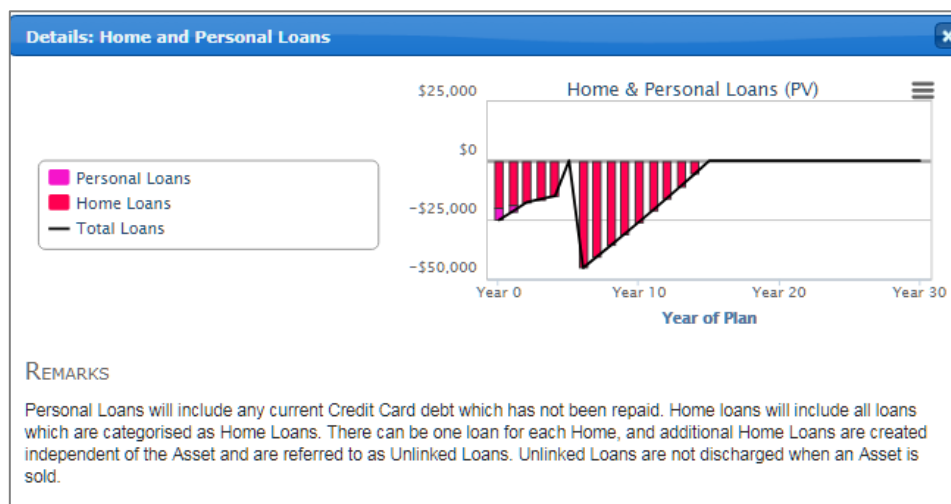 Details: Home and Personal Loans
Home & Personal Loans (PV)
$25,000
$0
-$25,000
-$50,000
Personal Loans
Home Loans
Total Loans
Year 0
Year 10
Year 20
Year 30
Year of Plan
REMARKS
Personal Loans will include any current Credit Card debt which has not been repaid. Home loans will include all loans
which are categorised as Home Loans. There can be one loan for each Home, and additional Home Loans are created
independent of the Asset and are referred to as Unlinked Loans. Unlinked Loans are not discharged when an Asset is
sold.